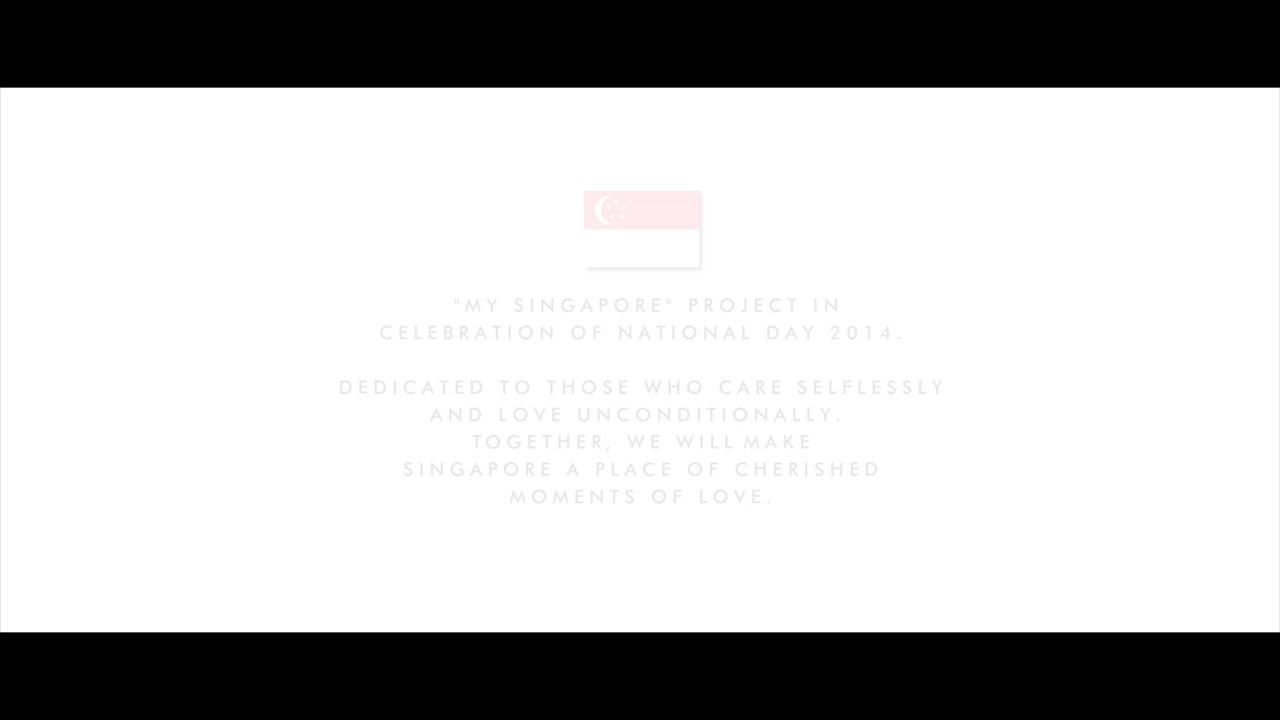 "MY SINGAPORE" PROJECT IN
CELEBRATION OF NATIONAL DAY 2014.
DEDICATED TO THOSE WHO CARE SELFLESSLY
AND LOVE UNCONDITIONALLY.
TOGETHER, WE WILL MAKE
SINGAPORE A PLACE OF CHERISHED
MOMENTS OF LOVE.